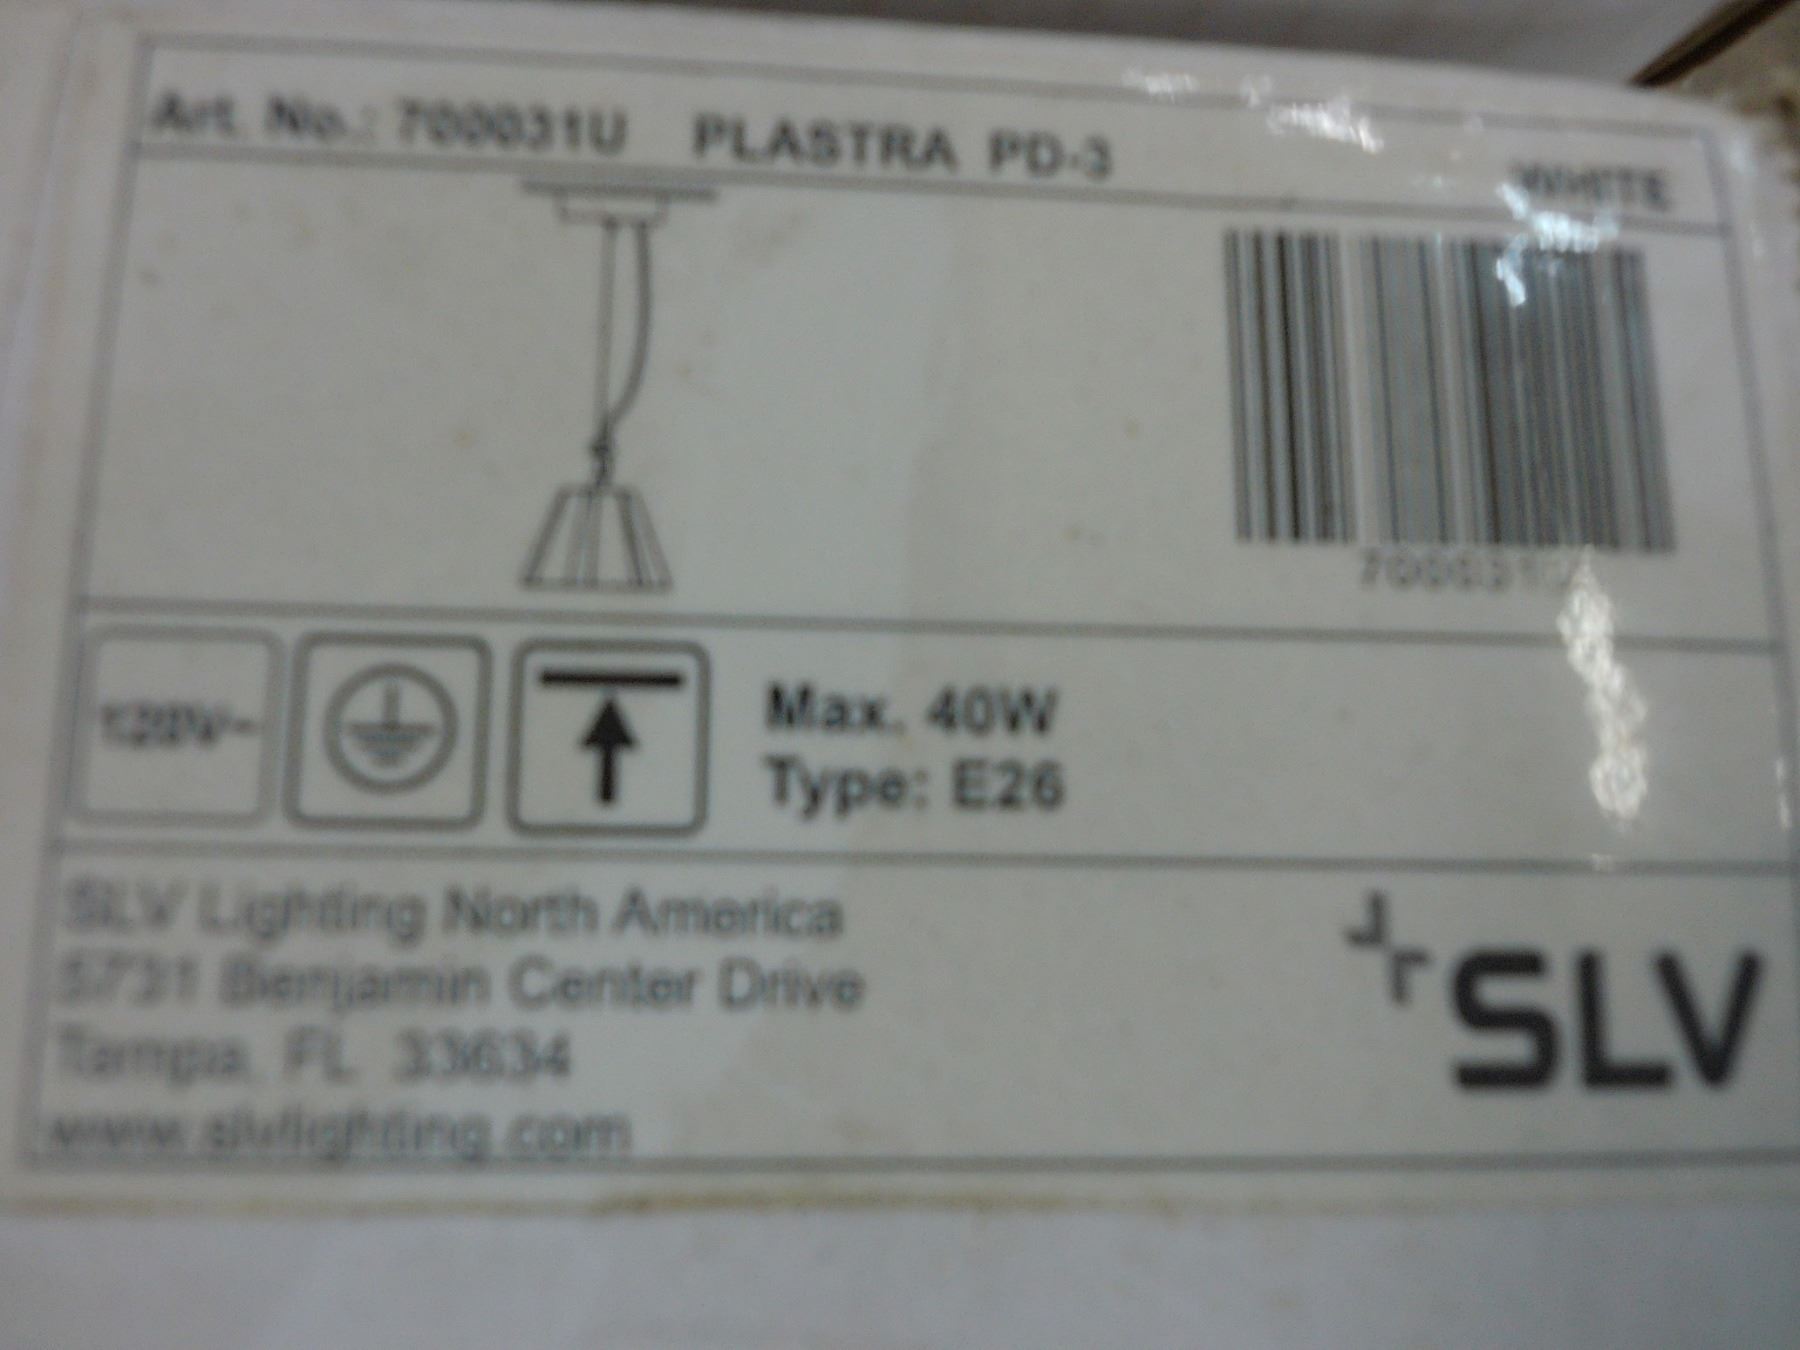 Art. No.: 700031U PLASTRA PD-3 WHITE
700031U
120V~
Max. 40W
Type: E26
SLV Lighting North America
5731 Benjamin Center Drive
Tampa, FL 33634
www.slvlighting.com
SLV